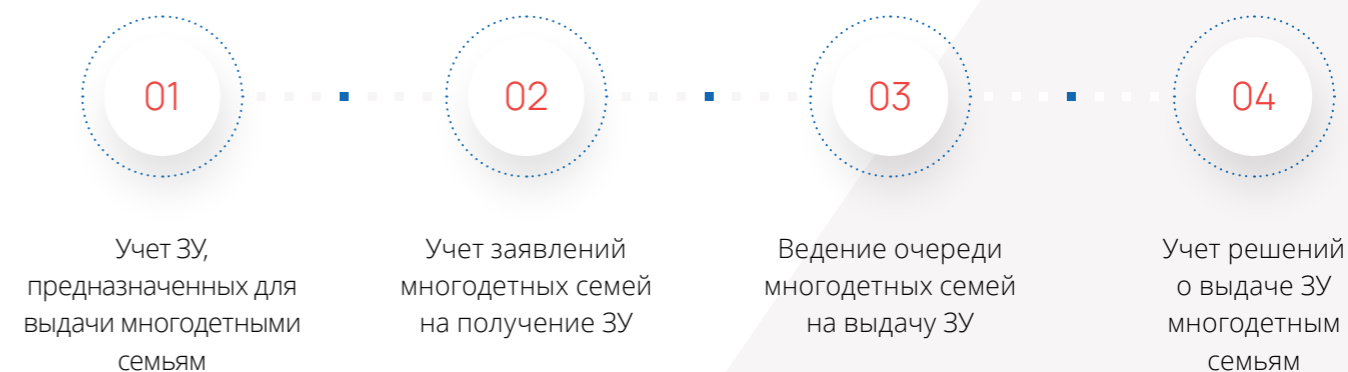 01
Учет ЗУ,
предназначенных для
выдачи многодетными
семьям
02
Учет заявлений
многодетных семей
на получение ЗУ
03
Ведение очереди
многодетных семей
на выдачу ЗУ
04
Учет решений
о выдаче ЗУ
многодетным
семьям